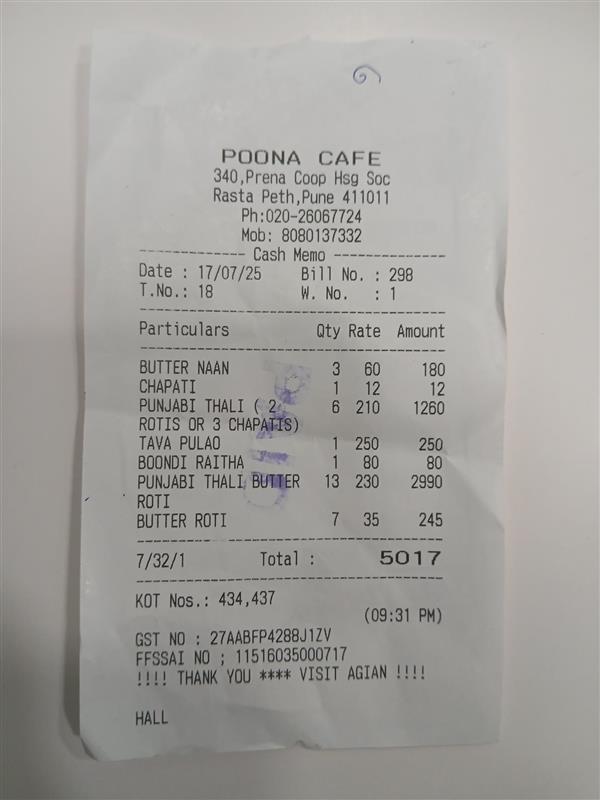 POONA CAFE
340,Prena Coop Hsg Soc
Rasta Peth,Pune 411011
Ph:020-26067724
Mob: 8080137332
------------- Cash Memo --------------
Date : 17/07/25 Bill No. : 298
T.No.: 18 W. No. : 1
Particulars Qty Rate Amount
BUTTER NAAN 3 60 180
CHAPATI 1 12 12
PUNJABI THALI ( 2 6 210 1260
ROTIS OR 3 CHAPATIS)
TAVA PULAO 1 250 250
BOONDI RAITHA 1 80 80
PUNJABI THALI BUTTER 13 230 2990
ROTI
BUTTER ROTI 7 35 245
7/32/1 Total : 5017
KOT Nos.: 434,437
(09:31 PM)
GST NO : 27AABFP4288J1ZV
FFSSAI NO ; 11516035000717
!!!! THANK YOU **** VISIT AGIAN !!!!
HALL